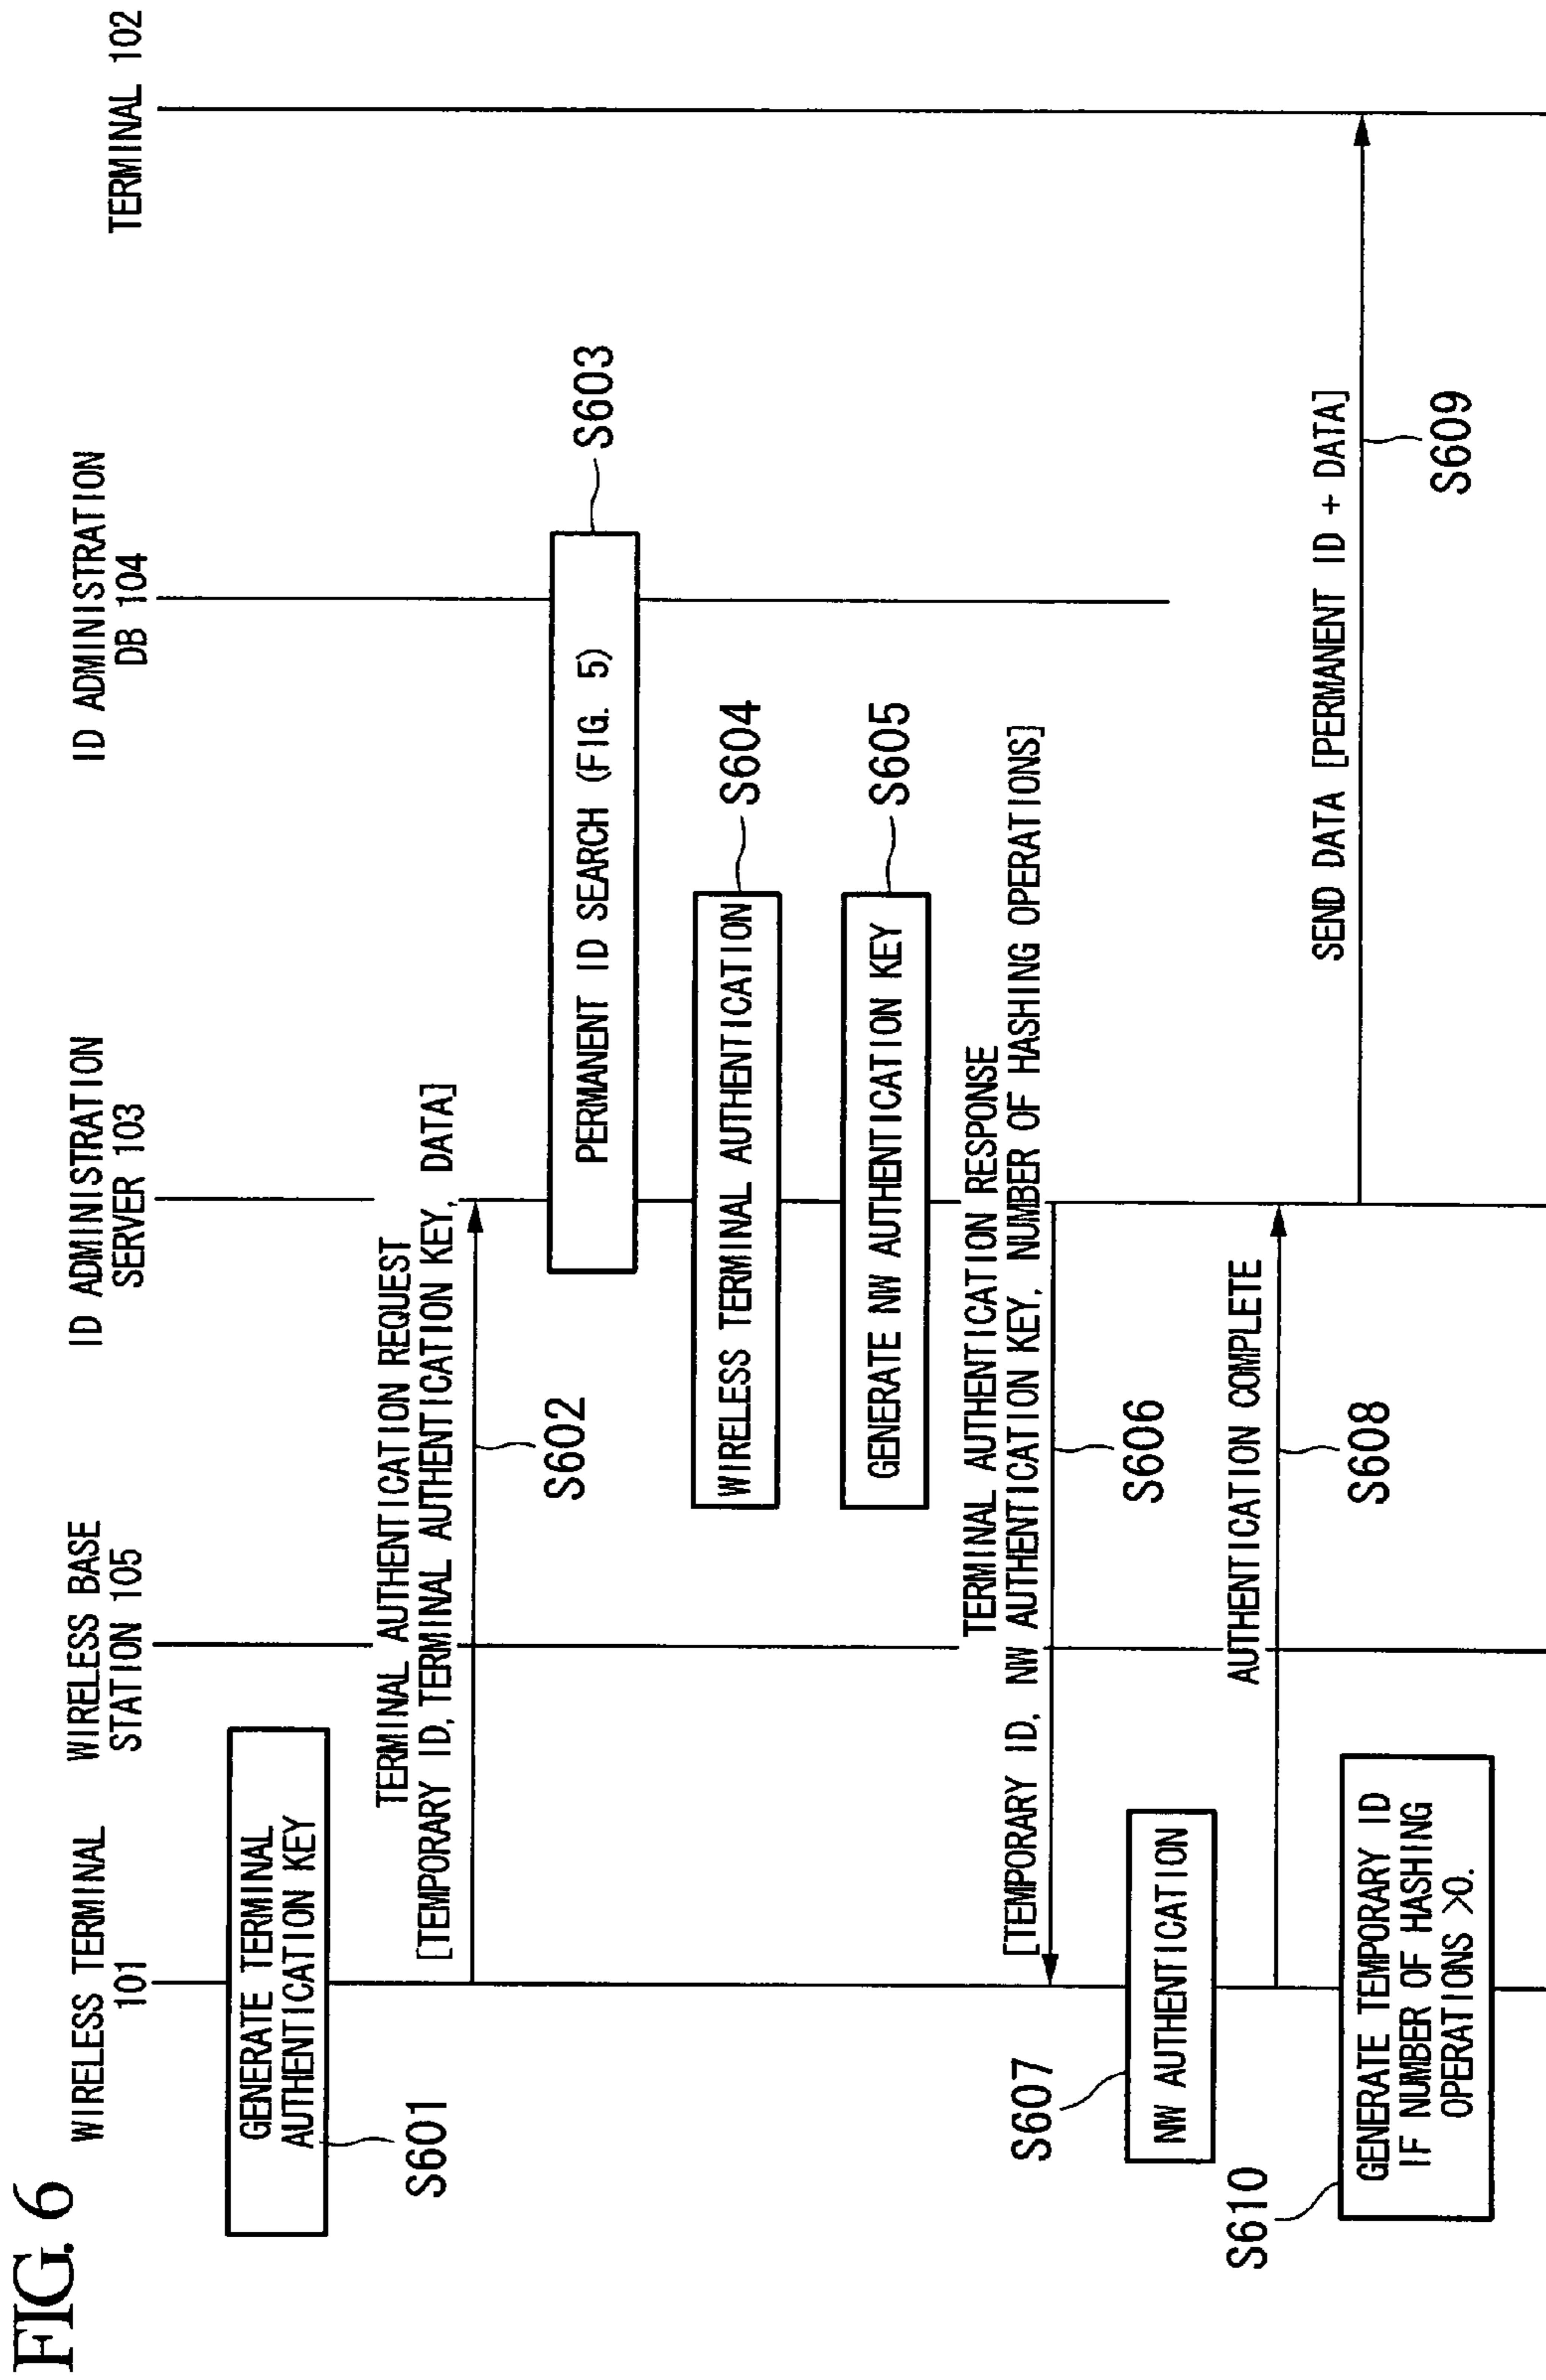 FIG. 6
WIRELESS TERMINAL
101
WIRELESS BASE
STATION 105
ID ADMINISTRATION
SERVER 103
ID ADMINISTRATION
DB 104
TERMINAL 102
GENERATE TERMINAL
AUTHENTICATION KEY
S601
TERMINAL AUTHENTICATION REQUEST
[TEMPORARY ID, TERMINAL AUTHENTICATION KEY, DATA]
S602
PERMANENT ID SEARCH (FIG. 5)
S603
WIRELESS TERMINAL AUTHENTICATION
S604
GENERATE NW AUTHENTICATION KEY
S605
TERMINAL AUTHENTICATION RESPONSE
[TEMPORARY ID, NW AUTHENTICATION KEY, NUMBER OF HASHING OPERATIONS]
S606
S607
NW AUTHENTICATION
AUTHENTICATION COMPLETE
S608
SEND DATA [PERMANENT ID + DATA]
S609
S610
GENERATE TEMPORARY ID
IF NUMBER OF HASHING
OPERATIONS >0.